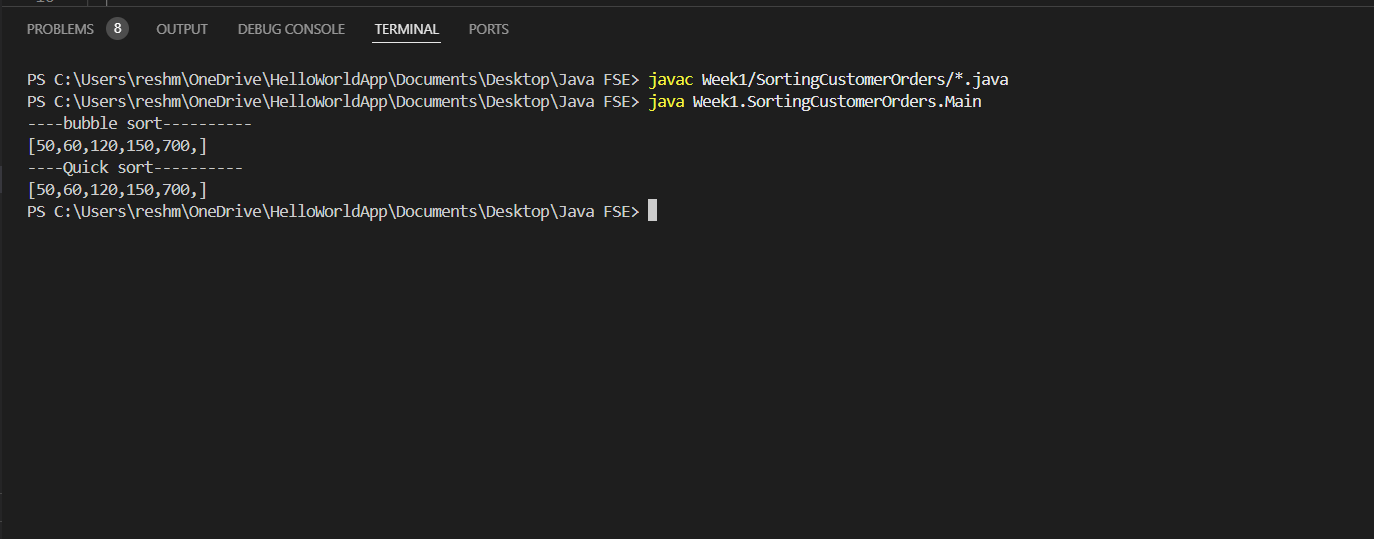 PROBLEMS 8 OUTPUT DEBUG CONSOLE TERMINAL PORTS
PS C:\Users\reshm\OneDrive\HelloWorldApp\Documents\Desktop\Java FSE> javac Week1/SortingCustomerOrders/*.java
PS C:\Users\reshm\OneDrive\HelloWorldApp\Documents\Desktop\Java FSE> java Week1.SortingCustomerOrders.Main
----bubble sort----------
[50,60,120,150,700,]
----Quick sort----------
[50,60,120,150,700,]
PS C:\Users\reshm\OneDrive\HelloWorldApp\Documents\Desktop\Java FSE>